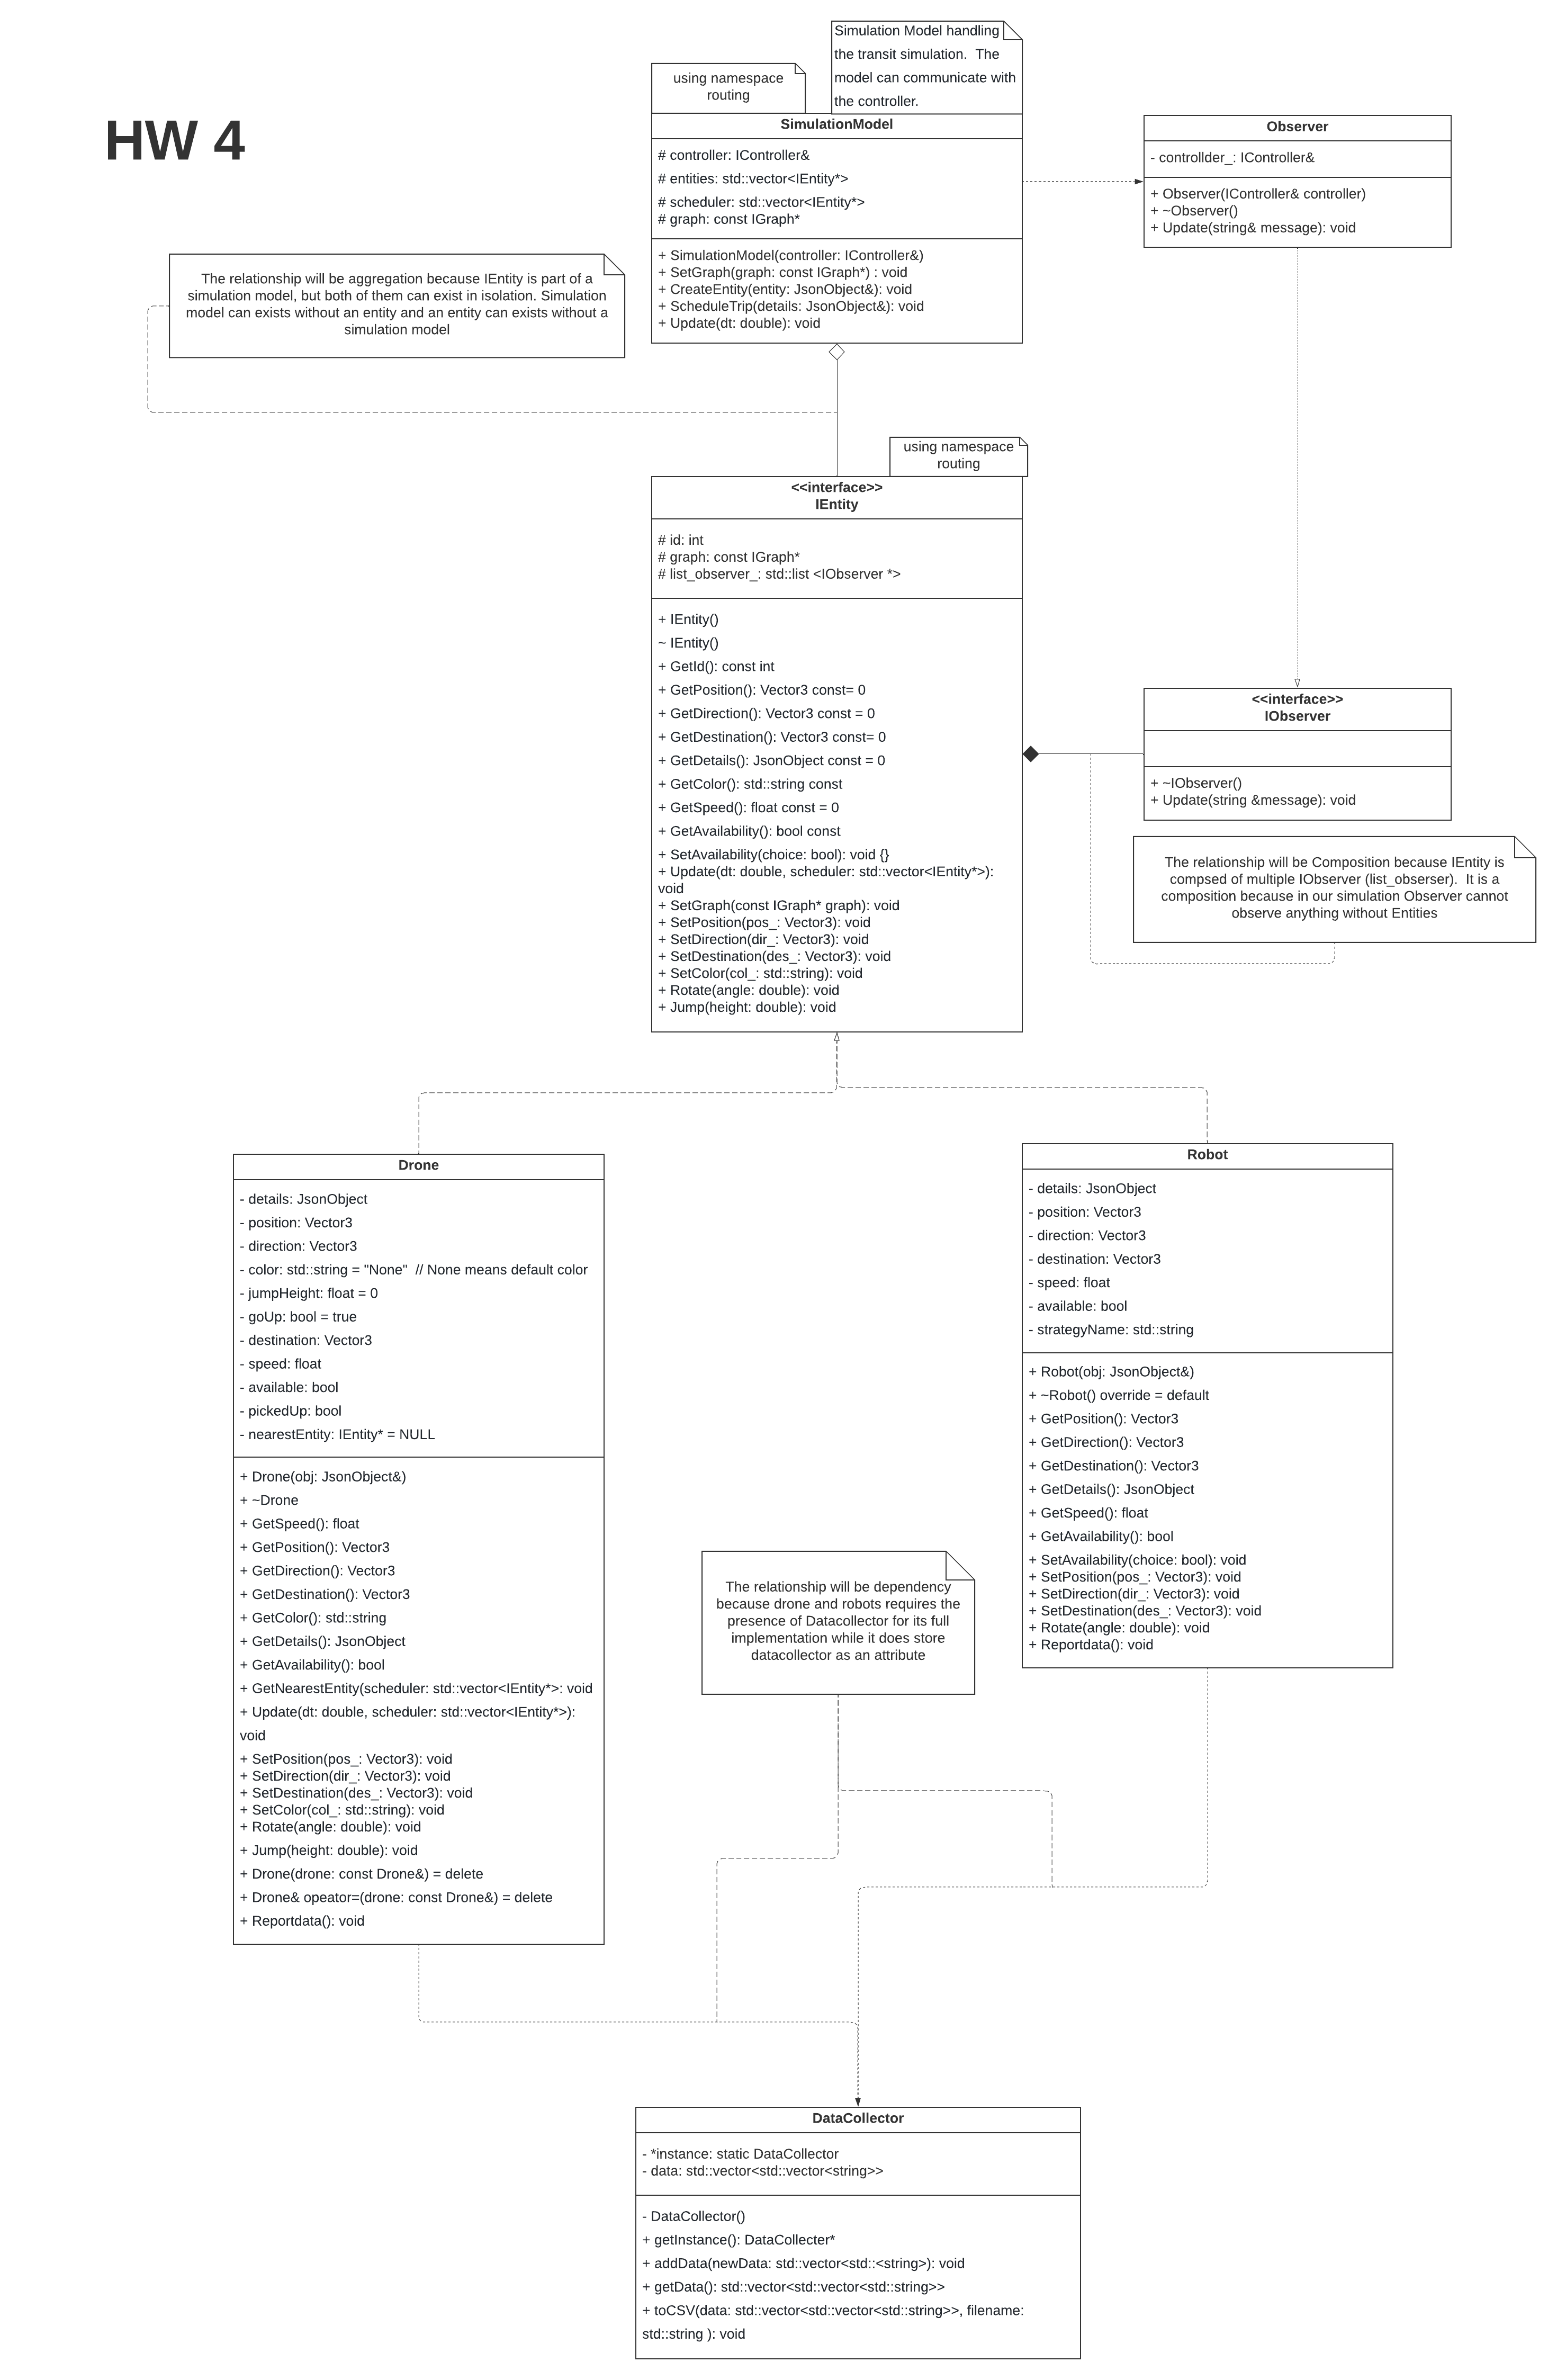 HW 4
using namespace
routing
Simulation Model handling
the transit simulation.  The
model can communicate with
the controller.
SimulationModel
# controller: IController&
# entities: std::vector<IEntity*>
# scheduler: std::vector<IEntity*>
# graph: const IGraph*
+ SimulationModel(controller: IController&)
+ SetGraph(graph: const IGraph*) : void
+ CreateEntity(entity: JsonObject&): void
+ ScheduleTrip(details: JsonObject&): void
+ Update(dt: double): void
Observer
- controllder_: IController&
+ Observer(IController& controller)
+ ~Observer()
+ Update(string& message): void
The relationship will be aggregation because IEntity is part of a
simulation model, but both of them can exist in isolation. Simulation
model can exists without an entity and an entity can exists without a
simulation model
using namespace
routing
<<interface>>
IEntity
# id: int
# graph: const IGraph*
# list_observer_: std::list <IObserver *>
+ IEntity()
~ IEntity()
+ GetId(): const int
+ GetPosition(): Vector3 const= 0
+ GetDirection(): Vector3 const = 0
+ GetDestination(): Vector3 const= 0
+ GetDetails(): JsonObject const = 0
+ GetColor(): std::string const
+ GetSpeed(): float const = 0
+ GetAvailability(): bool const
+ SetAvailability(choice: bool): void {}
+ Update(dt: double, scheduler: std::vector<IEntity*>):
void
+ SetGraph(const IGraph* graph): void
+ SetPosition(pos_: Vector3): void
+ SetDirection(dir_: Vector3): void
+ SetDestination(des_: Vector3): void
+ SetColor(col_: std::string): void
+ Rotate(angle: double): void
+ Jump(height: double): void
<<interface>>
IObserver
+ ~IObserver()
+ Update(string &message): void
The relationship will be Composition because IEntity is
compsed of multiple IObserver (list_obserser).  It is a
composition because in our simulation Observer cannot
observe anything without Entities
Drone
- details: JsonObject
- position: Vector3
- direction: Vector3
- color: std::string = "None"  // None means default color
- jumpHeight: float = 0
- goUp: bool = true
- destination: Vector3
- speed: float
- available: bool
- pickedUp: bool
- nearestEntity: IEntity* = NULL
+ Drone(obj: JsonObject&)
+ ~Drone
+ GetSpeed(): float
+ GetPosition(): Vector3
+ GetDirection(): Vector3
+ GetDestination(): Vector3
+ GetColor(): std::string
+ GetDetails(): JsonObject
+ GetAvailability(): bool
+ GetNearestEntity(scheduler: std::vector<IEntity*>: void
+ Update(dt: double, scheduler: std::vector<IEntity*>):
void
+ SetPosition(pos_: Vector3): void
+ SetDirection(dir_: Vector3): void
+ SetDestination(des_: Vector3): void
+ SetColor(col_: std::string): void
+ Rotate(angle: double): void
+ Jump(height: double): void
+ Drone(drone: const Drone&) = delete
+ Drone& opeator=(drone: const Drone&) = delete
+ Reportdata(): void
Robot
- details: JsonObject
- position: Vector3
- direction: Vector3
- destination: Vector3
- speed: float
- available: bool
- strategyName: std::string
+ Robot(obj: JsonObject&)
+ ~Robot() override = default
+ GetPosition(): Vector3
+ GetDirection(): Vector3
+ GetDestination(): Vector3
+ GetDetails(): JsonObject
+ GetSpeed(): float
+ GetAvailability(): bool
+ SetAvailability(choice: bool): void
+ SetPosition(pos_: Vector3): void
+ SetDirection(dir_: Vector3): void
+ SetDestination(des_: Vector3): void
+ Rotate(angle: double): void
+ Reportdata(): void
The relationship will be dependency
because drone and robots requires the
presence of Datacollector for its full
implementation while it does store
datacollector as an attribute
DataCollector
- *instance: static DataCollector
- data: std::vector<std::vector<string>>
- DataCollector()
+ getInstance(): DataCollecter*
+ addData(newData: std::vector<std::<string>): void
+ getData(): std::vector<std::vector<std::string>>
+ toCSV(data: std::vector<std::vector<std::string>>, filename:
std::string ): void